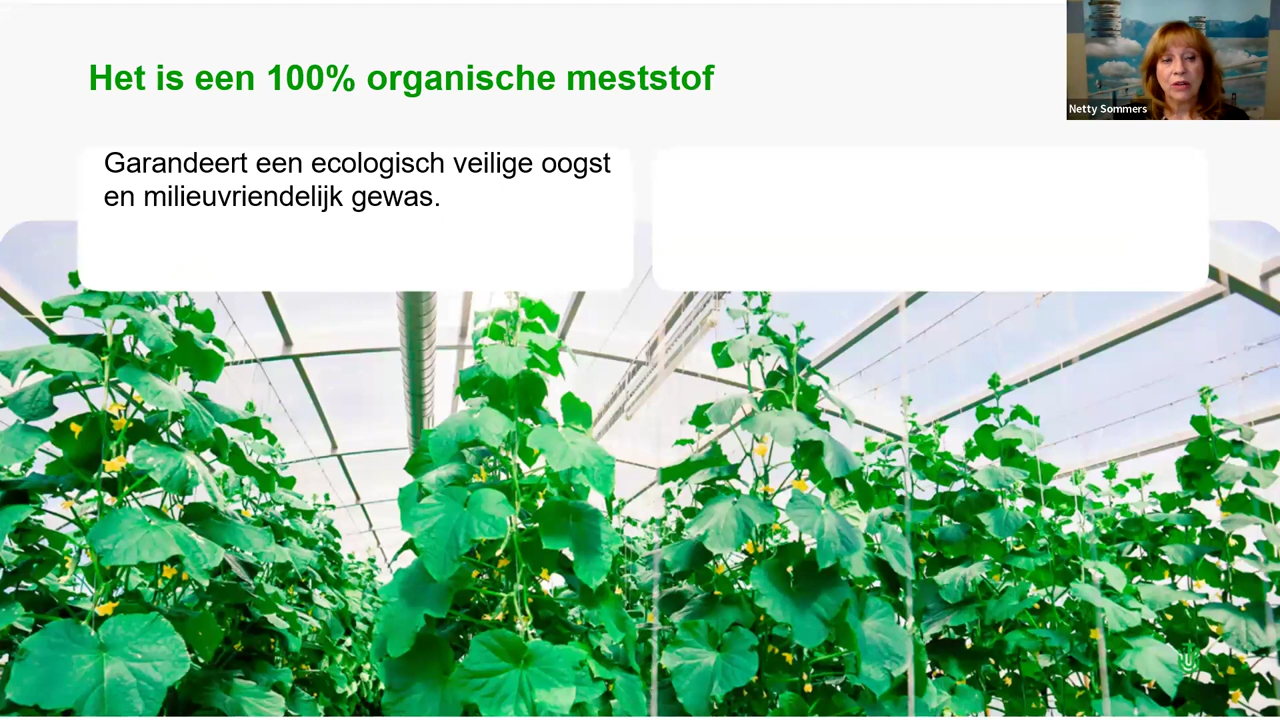 Het is een 100% organische meststof
Netty Sommers
Garandeert een ecologisch veilige oogst
en milieuvriendelijk gewas.